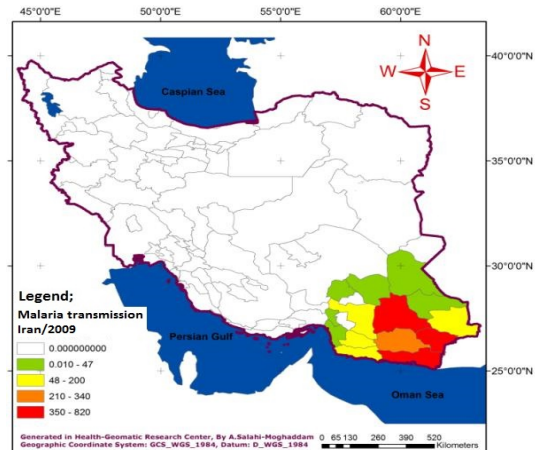 45°0'0"E 50°0'0"E 55°0'0"E 60°0'0"E
N
W E
S
40°0'0"N
35°0'0"N
30°0'0"N
25°0'0"N
Caspian Sea
Legend;
Malaria transmission
Iran/2009
0.000000000
0.010 - 47
48 - 200
210 - 340
350 - 820
Persian Gulf
Oman Sea
Generated in Health-Geomatic Research Center, By A.Salahi-Moghaddam
Geographic Coordinate System: GCS_WGS_1984, Datum: D_WGS_1984
0 65 130 260 390 520
Kilometers